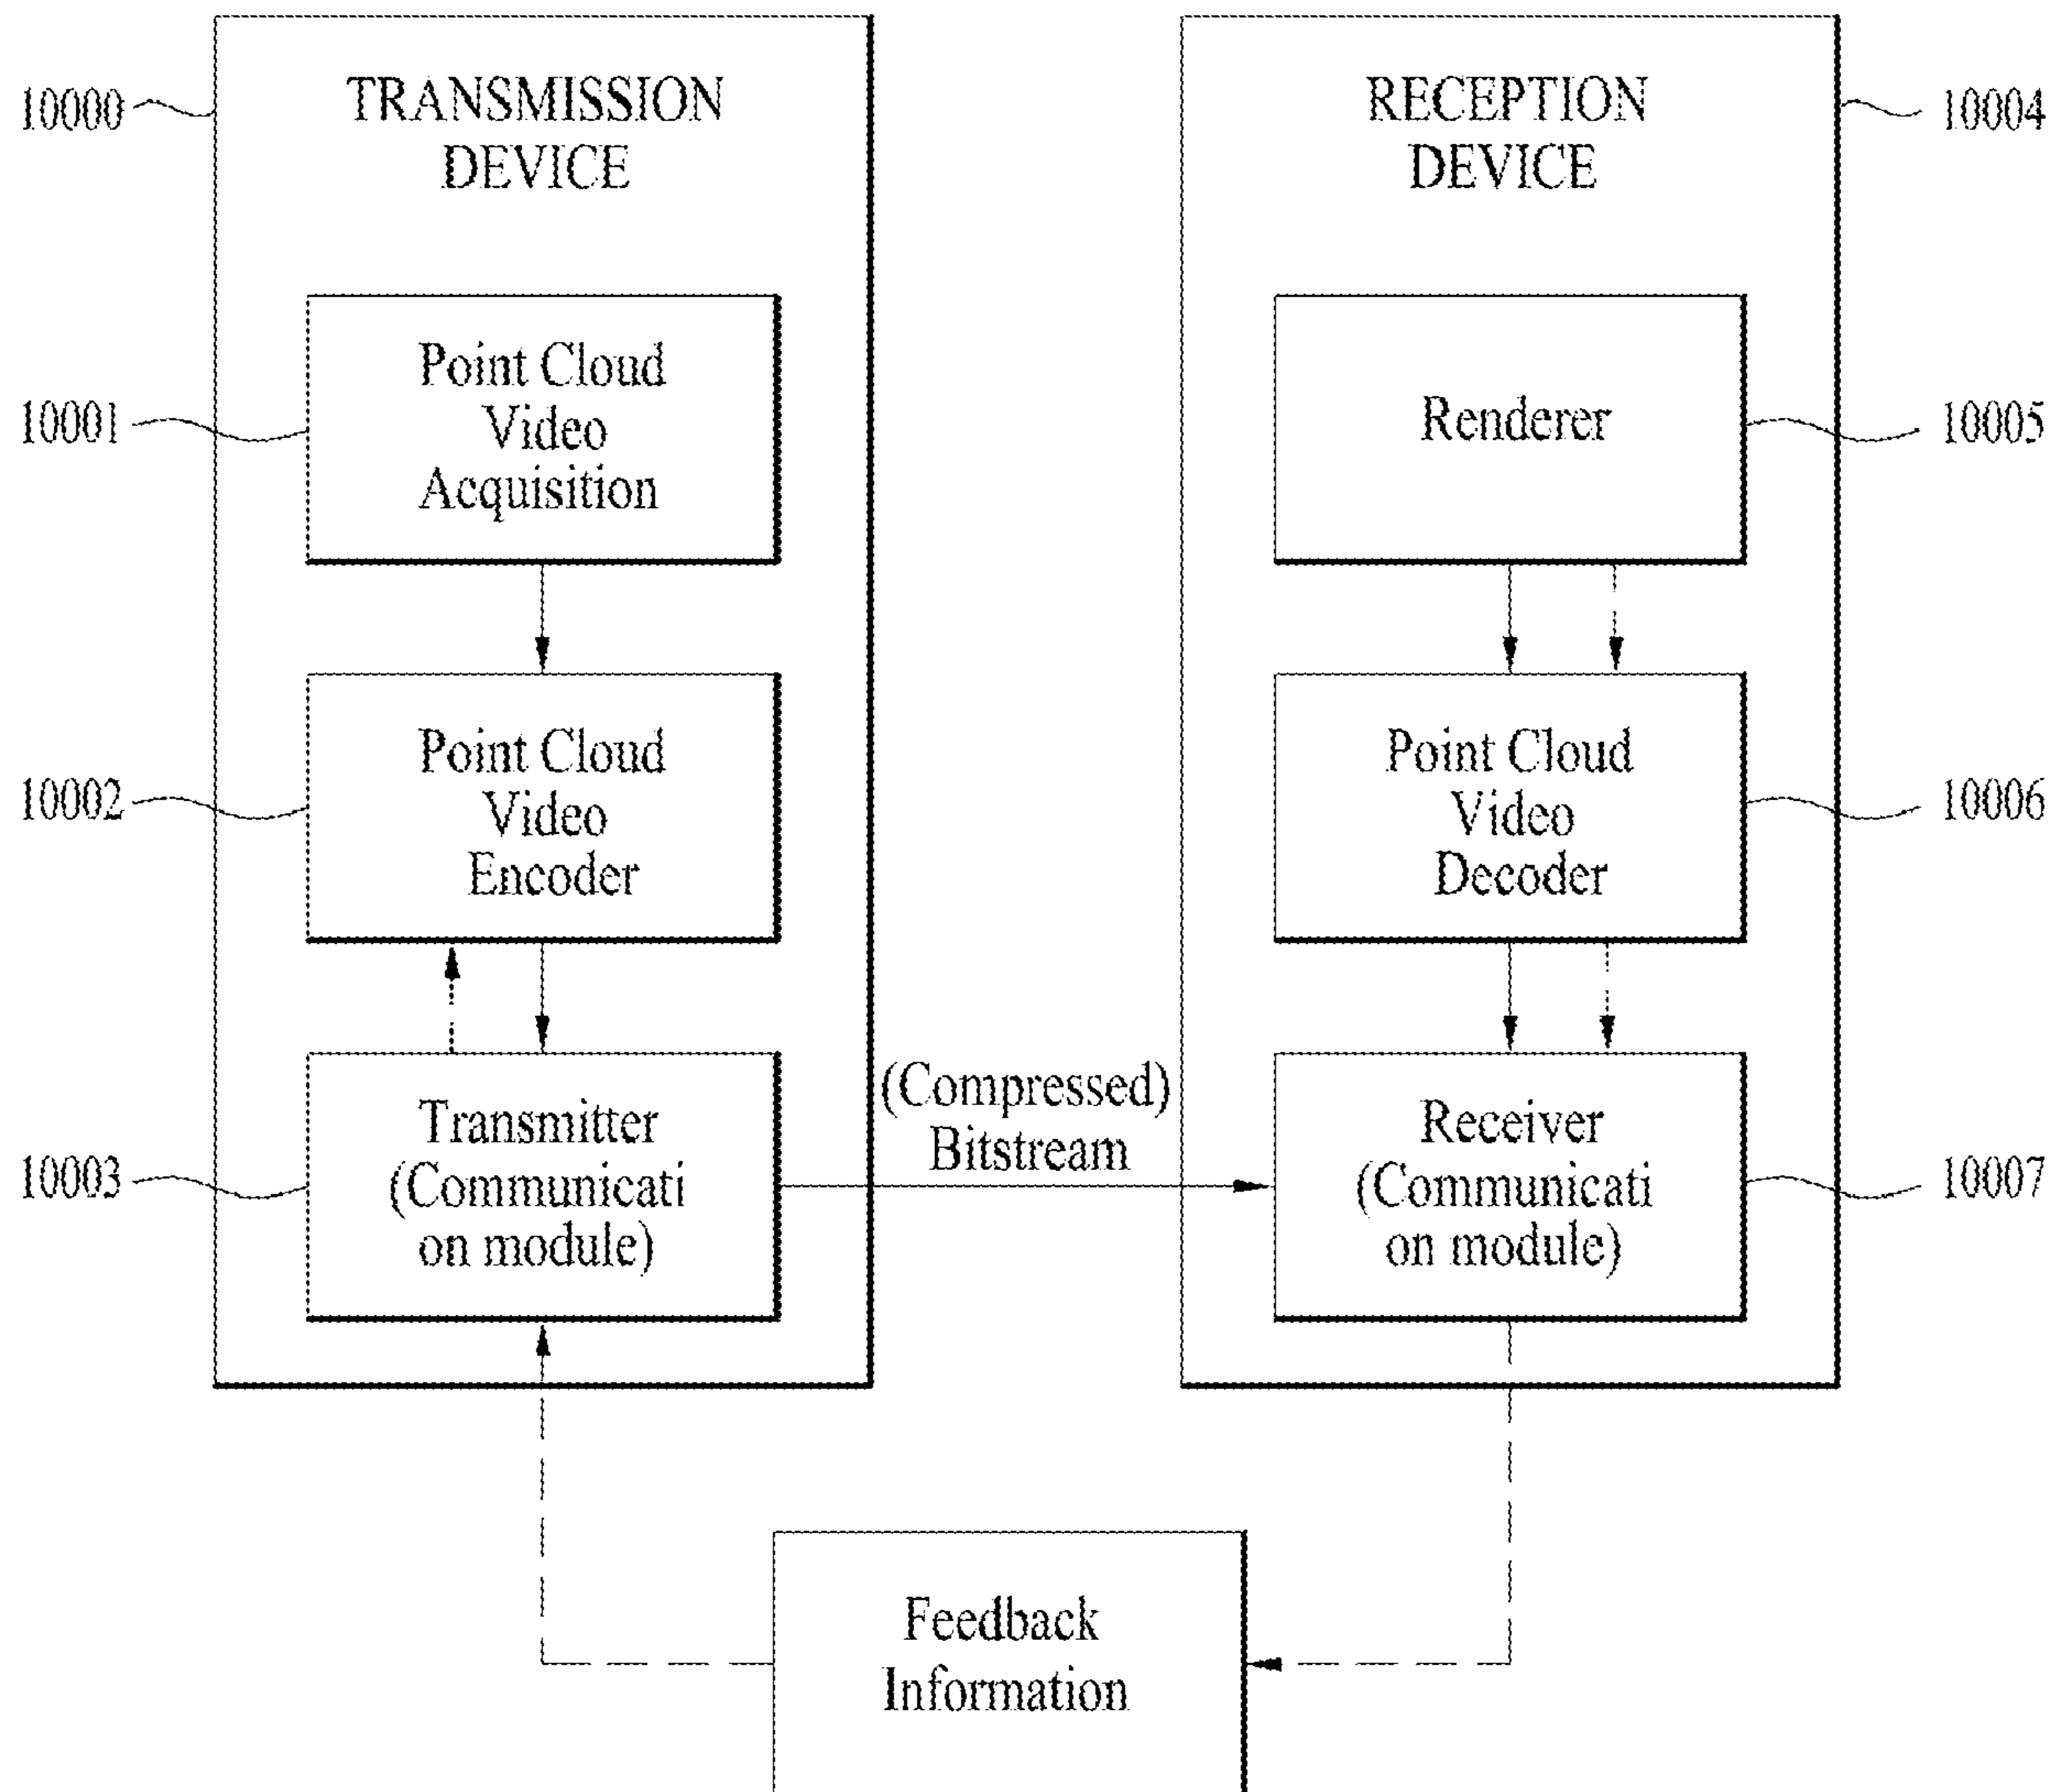 10000
TRANSMISSION
DEVICE
10001
Point Cloud
Video
Acquisition
10002
Point Cloud
Video
Encoder
10003
Transmitter
(Communicati
on module)
(Compressed)
Bitstream
RECEPTION
DEVICE
10004
Renderer
10005
Point Cloud
Video
Decoder
10006
Receiver
(Communicati
on module)
10007
Feedback
Information